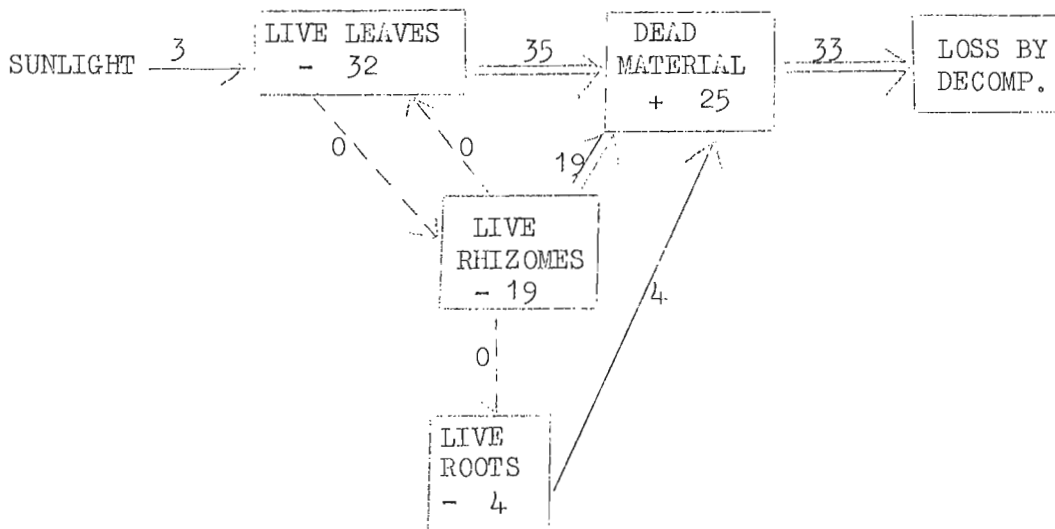 SUNLIGHT
3
LIVE LEAVES
- 32
35
DEAD
MATERIAL
+ 25
33
LOSS BY
DECOMP.
0
0
19
LIVE
RHIZOMES
- 19
4
0
LIVE
ROOTS
- 4